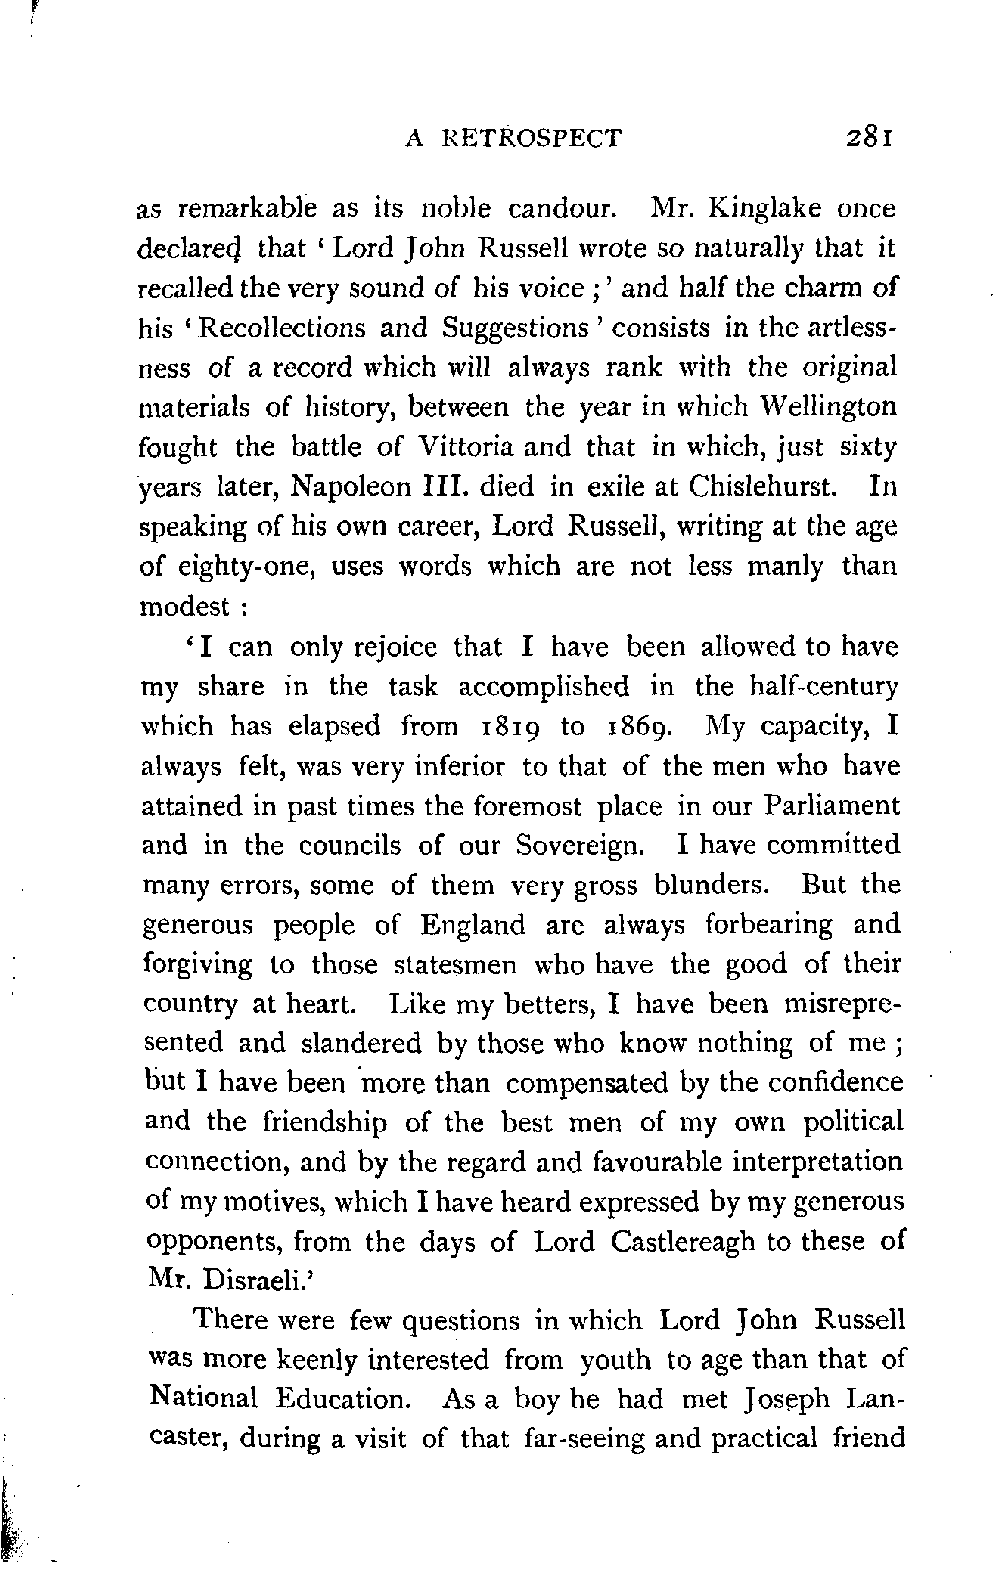 A RETROSPECT 281
as remarkable as its noble candour. Mr. Kinglake once
declared that ‘ Lord John Russell wrote so naturally that it
recalled the very sound of his voice ; ’ and half the charm of
his ‘ Recollections and Suggestions ’ consists in the artless-
ness of a record which will always rank with the original
materials of history, between the year in which Wellington
fought the battle of Vittoria and that in which, just sixty
years later, Napoleon III. died in exile at Chislehurst. In
speaking of his own career, Lord Russell, writing at the age
of eighty-one, uses words which are not less manly than
modest :
‘ I can only rejoice that I have been allowed to have
my share in the task accomplished in the half-century
which has elapsed from 1819 to 1869. My capacity, I
always felt, was very inferior to that of the men who have
attained in past times the foremost place in our Parliament
and in the councils of our Sovereign. I have committed
many errors, some of them very gross blunders. But the
generous people of England are always forbearing and
forgiving to those statesmen who have the good of their
country at heart. Like my betters, I have been misrepre-
sented and slandered by those who know nothing of me ;
but I have been more than compensated by the confidence
and the friendship of the best men of my own political
connection, and by the regard and favourable interpretation
of my motives, which I have heard expressed by my generous
opponents, from the days of Lord Castlereagh to these of
Mr. Disraeli.’
There were few questions in which Lord John Russell
was more keenly interested from youth to age than that of
National Education. As a boy he had met Joseph Lan-
caster, during a visit of that far-seeing and practical friend